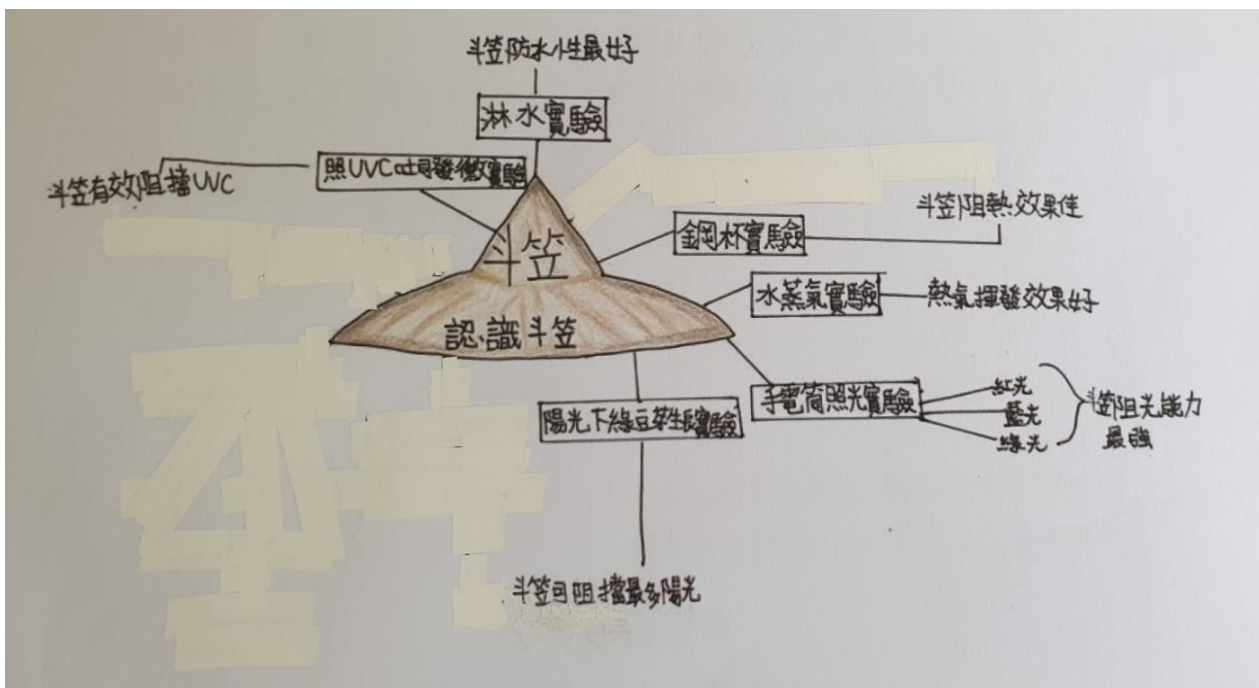 斗笠防水性最好
淋水實驗
照UVC吐司發黴實驗
斗笠有效阻擋UVC
斗笠
認識斗笠
鋼杯實驗
斗笠阻熱效果佳
水蒸氣實驗
熱氣揮發效果好
手電筒照光實驗
紅光
藍光
綠光
斗笠阻光能力
最強
陽光下綠豆芽生長實驗
斗笠可阻擋最多陽光